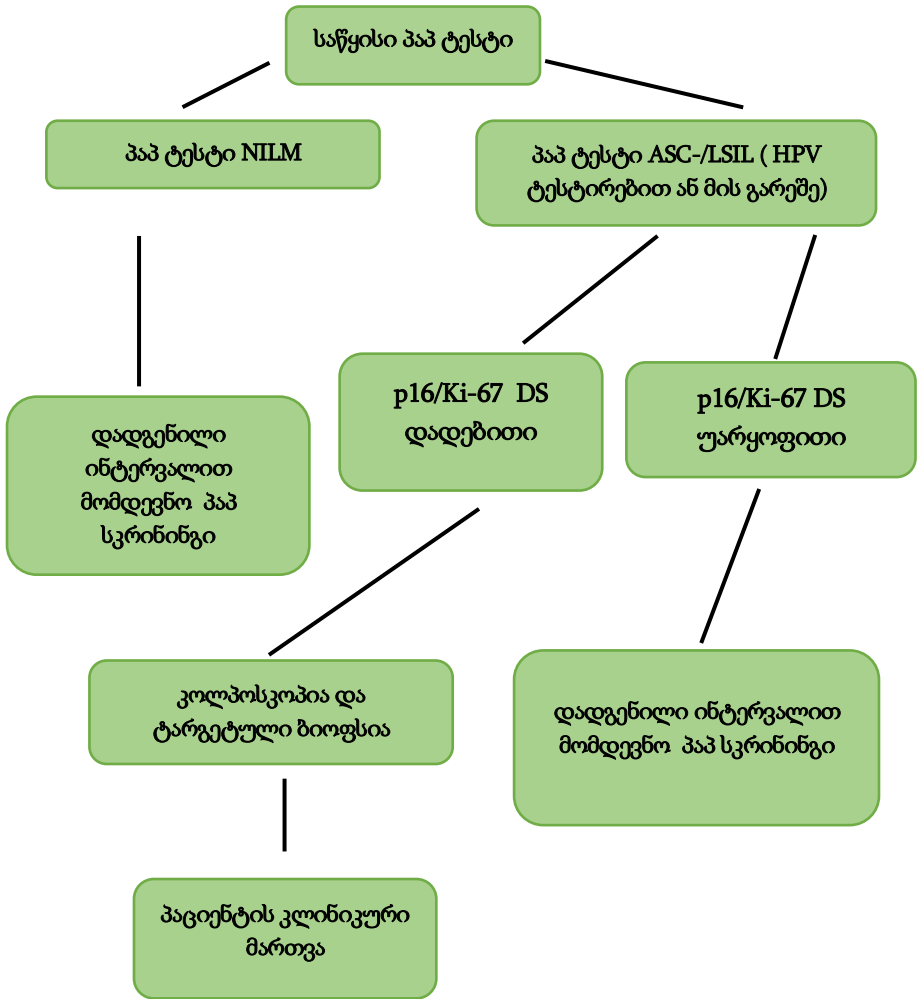 საწყისი პაპ ტესტი
პაპ ტესტი NILM
პაპ ტესტი ASC-/LSIL ( HPV
ტესტირებით ან მის გარეშე)
p16/Ki-67 DS
დადებითი
p16/Ki-67 DS
უარყოფითი
დადგენილი
ინტერვალით
მომდევნო პაპ
სკრინინგი
კოლპოსკოპია და
ტარგეტული ბიოფსია
დადგენილი ინტერვალით
მომდევნო პაპ სკრინინგი
პაციენტის კლინიკური
მართვა